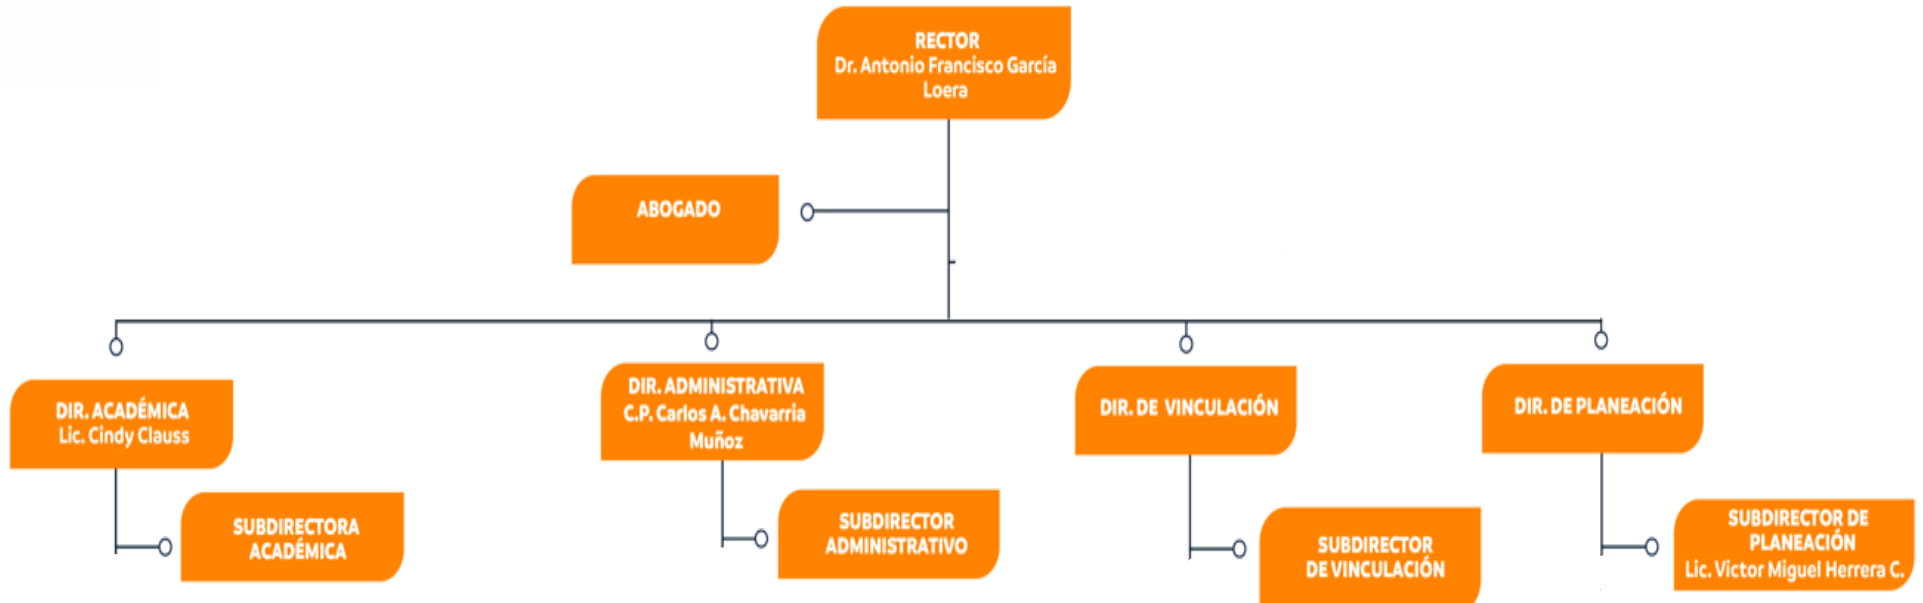 RECTOR
Dr. Antonio Francisco García
Loera
ABOGADO
DIR. ACADÉMICA
Lic. Cindy Clauss
DIR. ADMINISTRATIVA
C.P. Carlos A. Chavarria
Muñoz
DIR. DE VINCULACIÓN
DIR. DE PLANEACIÓN
SUBDIRECTORA
ACADÉMICA
SUBDIRECTOR
ADMINISTRATIVO
SUBDIRECTOR
DE VINCULACIÓN
SUBDIRECTOR DE
PLANEACIÓN
Lic. Victor Miguel Herrera C.